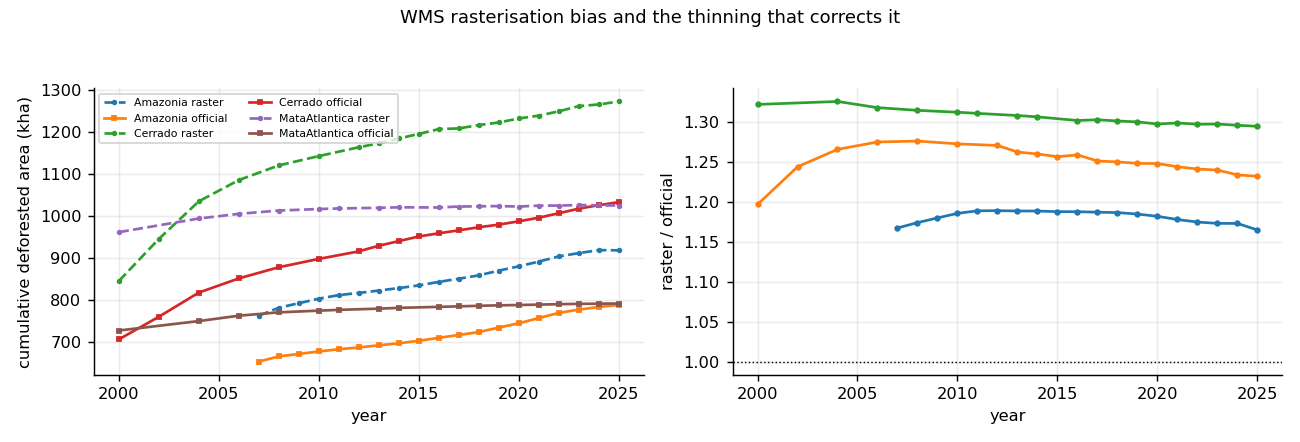 WMS rasterisation bias and the thinning that corrects it
cumulative deforested area (kha)
1300
1200
1100
1000
900
800
700
Amazonia raster
Amazonia official
Cerrado raster
Cerrado official
MataAtlantica raster
MataAtlantica official
2000 2005 2010 2015 2020 2025
year
raster / official
1.30
1.25
1.20
1.15
1.10
1.05
1.00
2000 2005 2010 2015 2020 2025
year